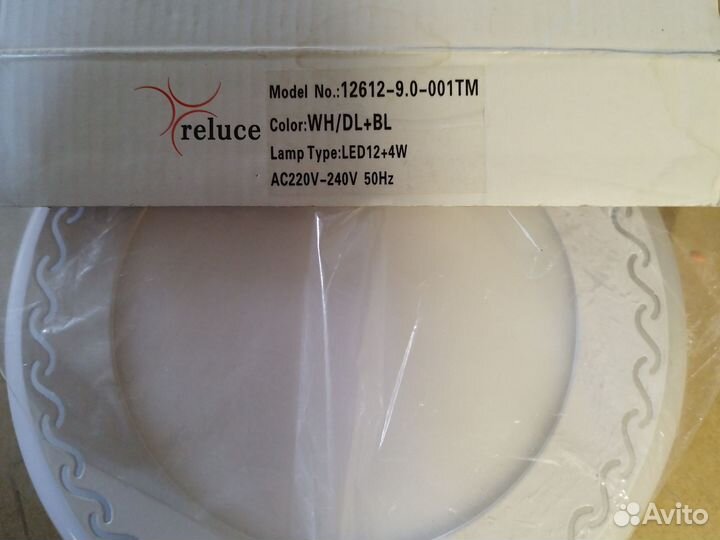 Model No.:12612-9.0-001TM
reluce
Color:WH/DL+BL
Lamp Type:LED12+4W
AC220V-240V 50Hz
Avito